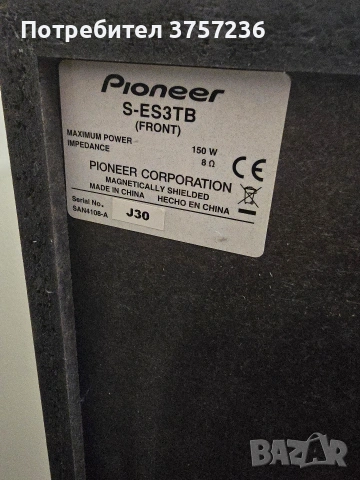 Потребител 3757236
Pioneer
S-ES3TB
(FRONT)
MAXIMUM POWER 150 W
IMPEDANCE 8 Ω
PIONEER CORPORATION
MAGNETICALLY SHIELDED
MADE IN CHINA HECHO EN CHINA
Serial No.
SAN4108-A J30
CE
BAZAR